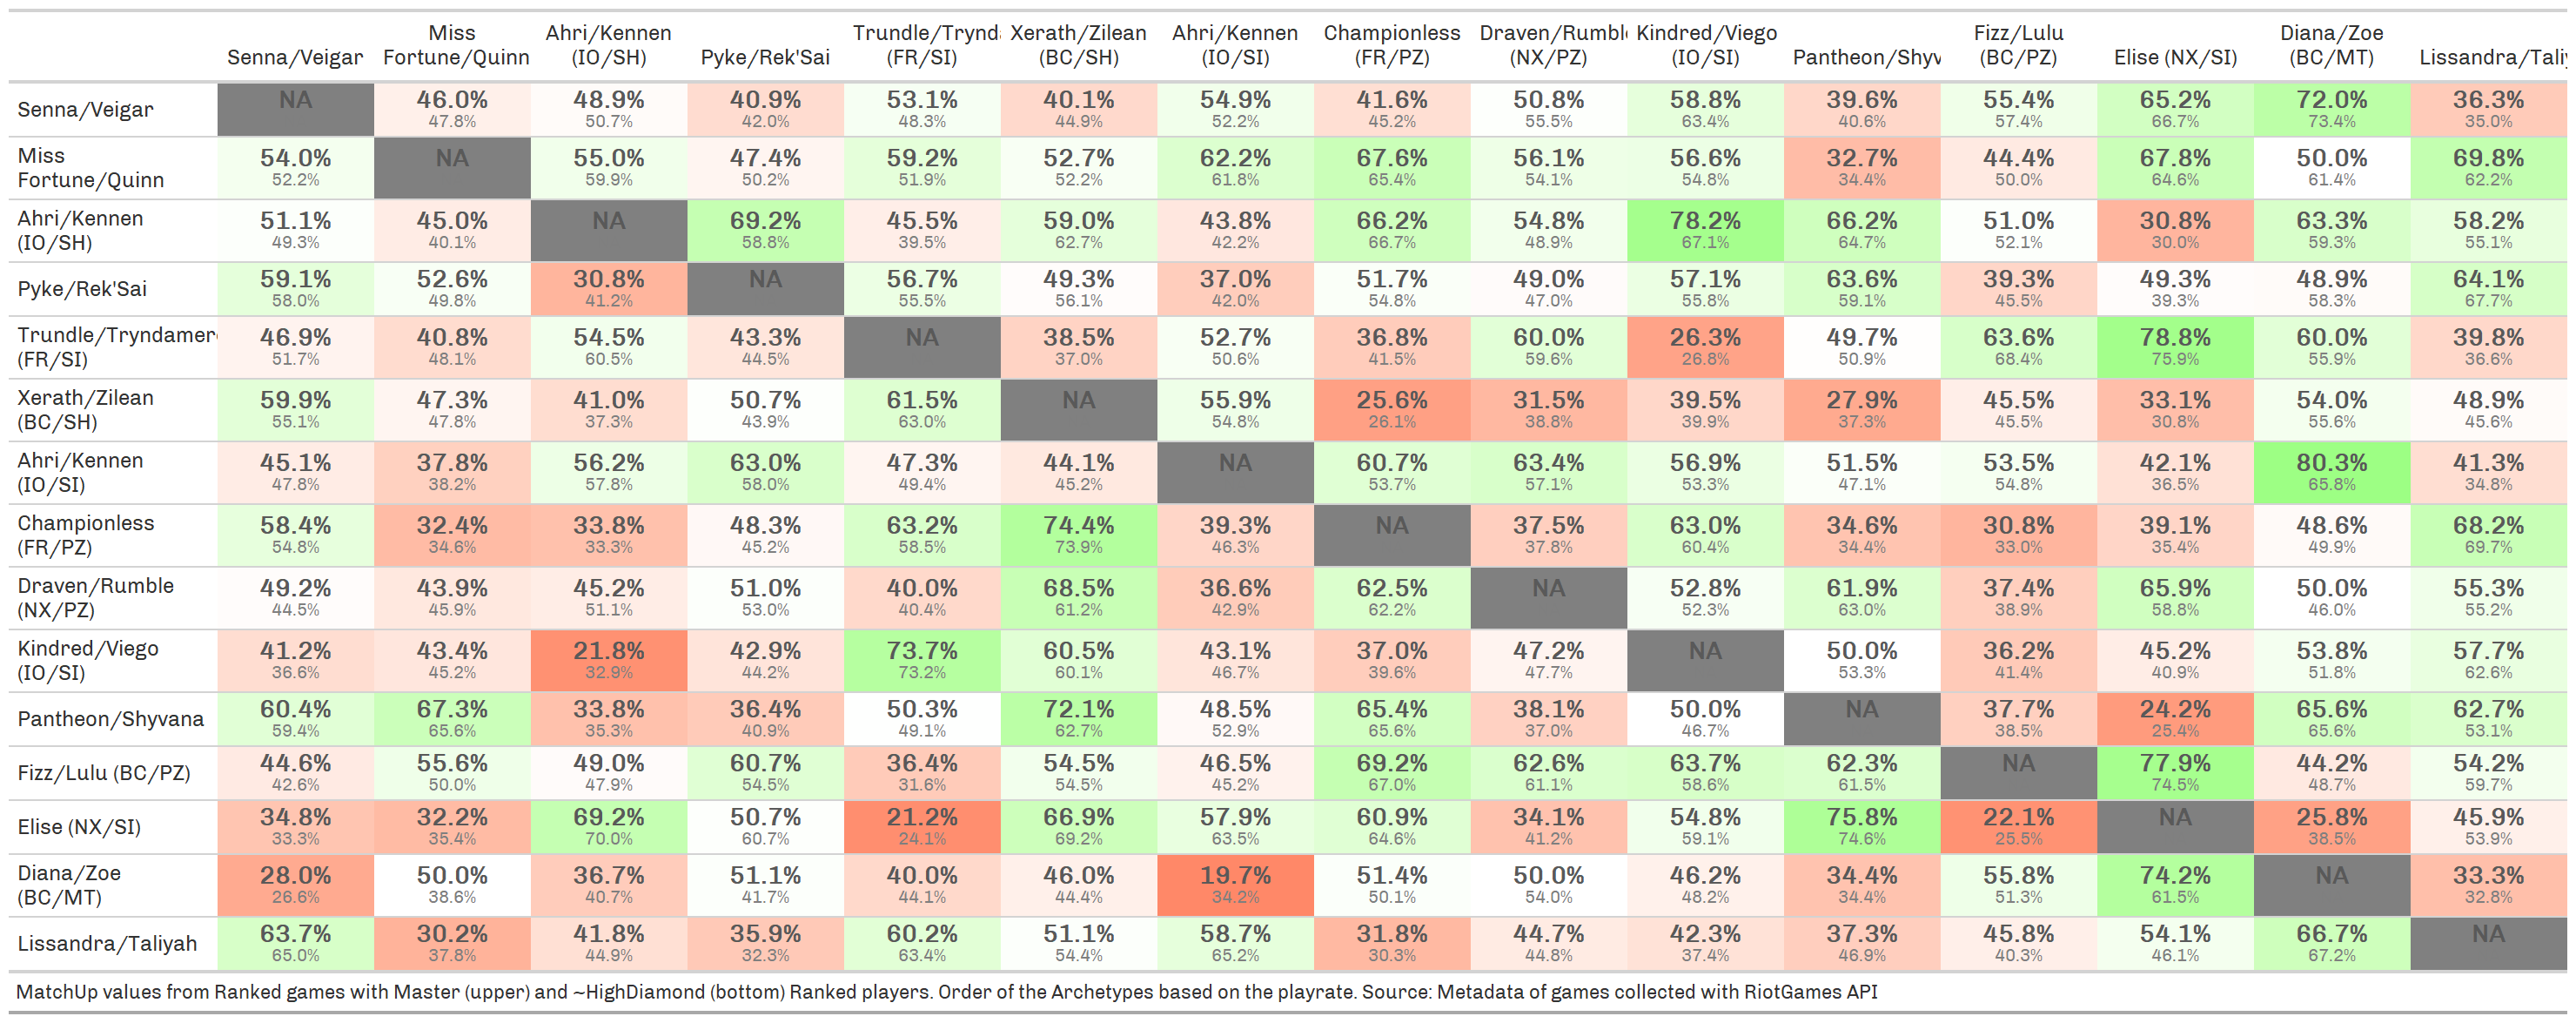 Senna/Veigar Miss Fortune/Quinn Ahri/Kennen (IO/SH) Pyke/Rek'Sai Trundle/Trynda (FR/SI) Xerath/Zilean (BC/SH) Ahri/Kennen (IO/SI) Championless (FR/PZ) Draven/Rumbl (NX/PZ) Kindred/Viego (IO/SI) Pantheon/Shyv Fizz/Lulu (BC/PZ) Elise (NX/SI) Diana/Zoe (BC/MT) Lissandra/Taliy
Senna/Veigar NA 46.0% 48.9% 40.9% 53.1% 40.1% 54.9% 41.6% 50.8% 58.8% 39.6% 55.4% 65.2% 72.0% 36.3%
47.8% 50.7% 42.0% 48.3% 44.9% 52.2% 45.2% 55.5% 63.4% 40.6% 57.4% 66.7% 73.4% 35.0%
Miss Fortune/Quinn 54.0% NA 55.0% 47.4% 59.2% 52.7% 62.2% 67.6% 56.1% 56.6% 32.7% 44.4% 67.8% 50.0% 69.8%
52.2% 59.9% 50.2% 51.9% 52.2% 61.8% 65.4% 54.1% 54.8% 34.4% 50.0% 64.6% 61.4% 62.2%
Ahri/Kennen (IO/SH) 51.1% 45.0% NA 69.2% 45.5% 59.0% 43.8% 66.2% 54.8% 78.2% 66.2% 51.0% 30.8% 63.3% 58.2%
49.3% 40.1% 58.8% 39.5% 62.7% 42.2% 66.7% 48.9% 67.1% 64.7% 52.1% 30.0% 59.3% 55.1%
Pyke/Rek'Sai 59.1% 52.6% 30.8% NA 56.7% 49.3% 37.0% 51.7% 49.0% 57.1% 63.6% 39.3% 49.3% 48.9% 64.1%
58.0% 49.8% 41.2% 55.5% 56.1% 42.0% 54.8% 47.0% 55.8% 59.1% 45.5% 39.3% 58.3% 67.7%
Trundle/Tryndamer (FR/SI) 46.9% 40.8% 54.5% 43.3% NA 38.5% 52.7% 36.8% 60.0% 26.3% 49.7% 63.6% 78.8% 60.0% 39.8%
51.7% 48.1% 60.5% 44.5% 37.0% 50.6% 41.5% 59.6% 26.8% 50.9% 68.4% 75.9% 55.9% 36.6%
Xerath/Zilean (BC/SH) 59.9% 47.3% 41.0% 50.7% 61.5% NA 55.9% 25.6% 31.5% 39.5% 27.9% 45.5% 33.1% 54.0% 48.9%
55.1% 47.8% 37.3% 43.9% 63.0% 54.8% 26.1% 38.8% 39.9% 37.3% 45.5% 30.8% 55.6% 45.6%
Ahri/Kennen (IO/SI) 45.1% 37.8% 56.2% 63.0% 47.3% 44.1% NA 60.7% 63.4% 56.9% 51.5% 53.5% 42.1% 80.3% 41.3%
47.8% 38.2% 57.8% 58.0% 49.4% 45.2% 53.7% 57.1% 53.3% 47.1% 54.8% 36.5% 65.8% 34.8%
Championless (FR/PZ) 58.4% 32.4% 33.8% 48.3% 63.2% 74.4% 39.3% NA 37.5% 63.0% 34.6% 30.8% 39.1% 48.6% 68.2%
54.8% 34.6% 33.3% 45.2% 58.5% 73.9% 46.3% 37.8% 60.4% 34.4% 33.0% 35.4% 49.9% 69.7%
Draven/Rumble (NX/PZ) 49.2% 43.9% 45.2% 51.0% 40.0% 68.5% 36.6% 62.5% NA 52.8% 61.9% 37.4% 65.9% 50.0% 55.3%
44.5% 45.9% 51.1% 53.0% 40.4% 61.2% 42.9% 62.2% 52.3% 63.0% 38.9% 58.8% 46.0% 55.2%
Kindred/Viego (IO/SI) 41.2% 43.4% 21.8% 42.9% 73.7% 60.5% 43.1% 37.0% 47.2% NA 50.0% 36.2% 45.2% 53.8% 57.7%
36.6% 45.2% 32.9% 44.2% 73.2% 60.1% 46.7% 39.6% 47.7% 53.3% 41.4% 40.9% 51.8% 62.6%
Pantheon/Shyvana 60.4% 67.3% 33.8% 36.4% 50.3% 72.1% 48.5% 65.4% 38.1% 50.0% NA 37.7% 24.2% 65.6% 62.7%
59.4% 65.6% 35.3% 40.9% 49.1% 62.7% 52.9% 65.6% 37.0% 46.7% 38.5% 25.4% 65.6% 53.1%
Fizz/Lulu (BC/PZ) 44.6% 55.6% 49.0% 60.7% 36.4% 54.5% 46.5% 69.2% 62.6% 63.7% 62.3% NA 77.9% 44.2% 54.2%
42.6% 50.0% 47.9% 54.5% 31.6% 54.5% 45.2% 67.0% 61.1% 58.6% 61.5% 74.5% 48.7% 59.7%
Elise (NX/SI) 34.8% 32.2% 69.2% 50.7% 21.2% 66.9% 57.9% 60.9% 34.1% 54.8% 75.8% 22.1% NA 25.8% 45.9%
33.3% 35.4% 70.0% 60.7% 24.1% 69.2% 63.5% 64.6% 41.2% 59.1% 74.6% 25.5% 38.5% 53.9%
Diana/Zoe (BC/MT) 28.0% 50.0% 36.7% 51.1% 40.0% 46.0% 19.7% 51.4% 50.0% 46.2% 34.4% 55.8% 74.2% NA 33.3%
26.6% 38.6% 40.7% 41.7% 44.1% 44.4% 34.2% 50.1% 54.0% 48.2% 34.4% 51.3% 61.5% 32.8%
Lissandra/Taliyah 63.7% 30.2% 41.8% 35.9% 60.2% 51.1% 58.7% 31.8% 44.7% 42.3% 37.3% 45.8% 54.1% 66.7% NA
65.0% 37.8% 44.9% 32.3% 63.4% 54.4% 65.2% 30.3% 44.8% 37.4% 46.9% 40.3% 46.1% 67.2%
MatchUp values from Ranked games with Master (upper) and ~HighDiamond (bottom) Ranked players. Order of the Archetypes based on the playrate. Source: Metadata of games collected with RiotGames API